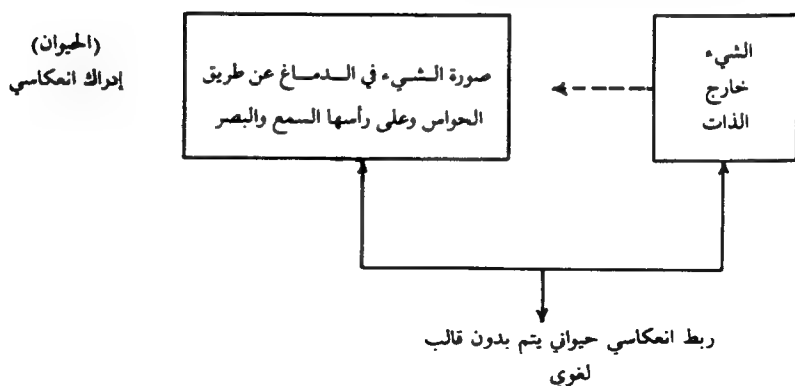 الشيء
خارج
الذات
صورة الشيء في الدماغ عن طريق
الحواس وعلى رأسها السمع والبصر
(الحيوان)
إدراك انعكاسي
ربط انعكاسي حيواني يتم بدون قالب
لغوي